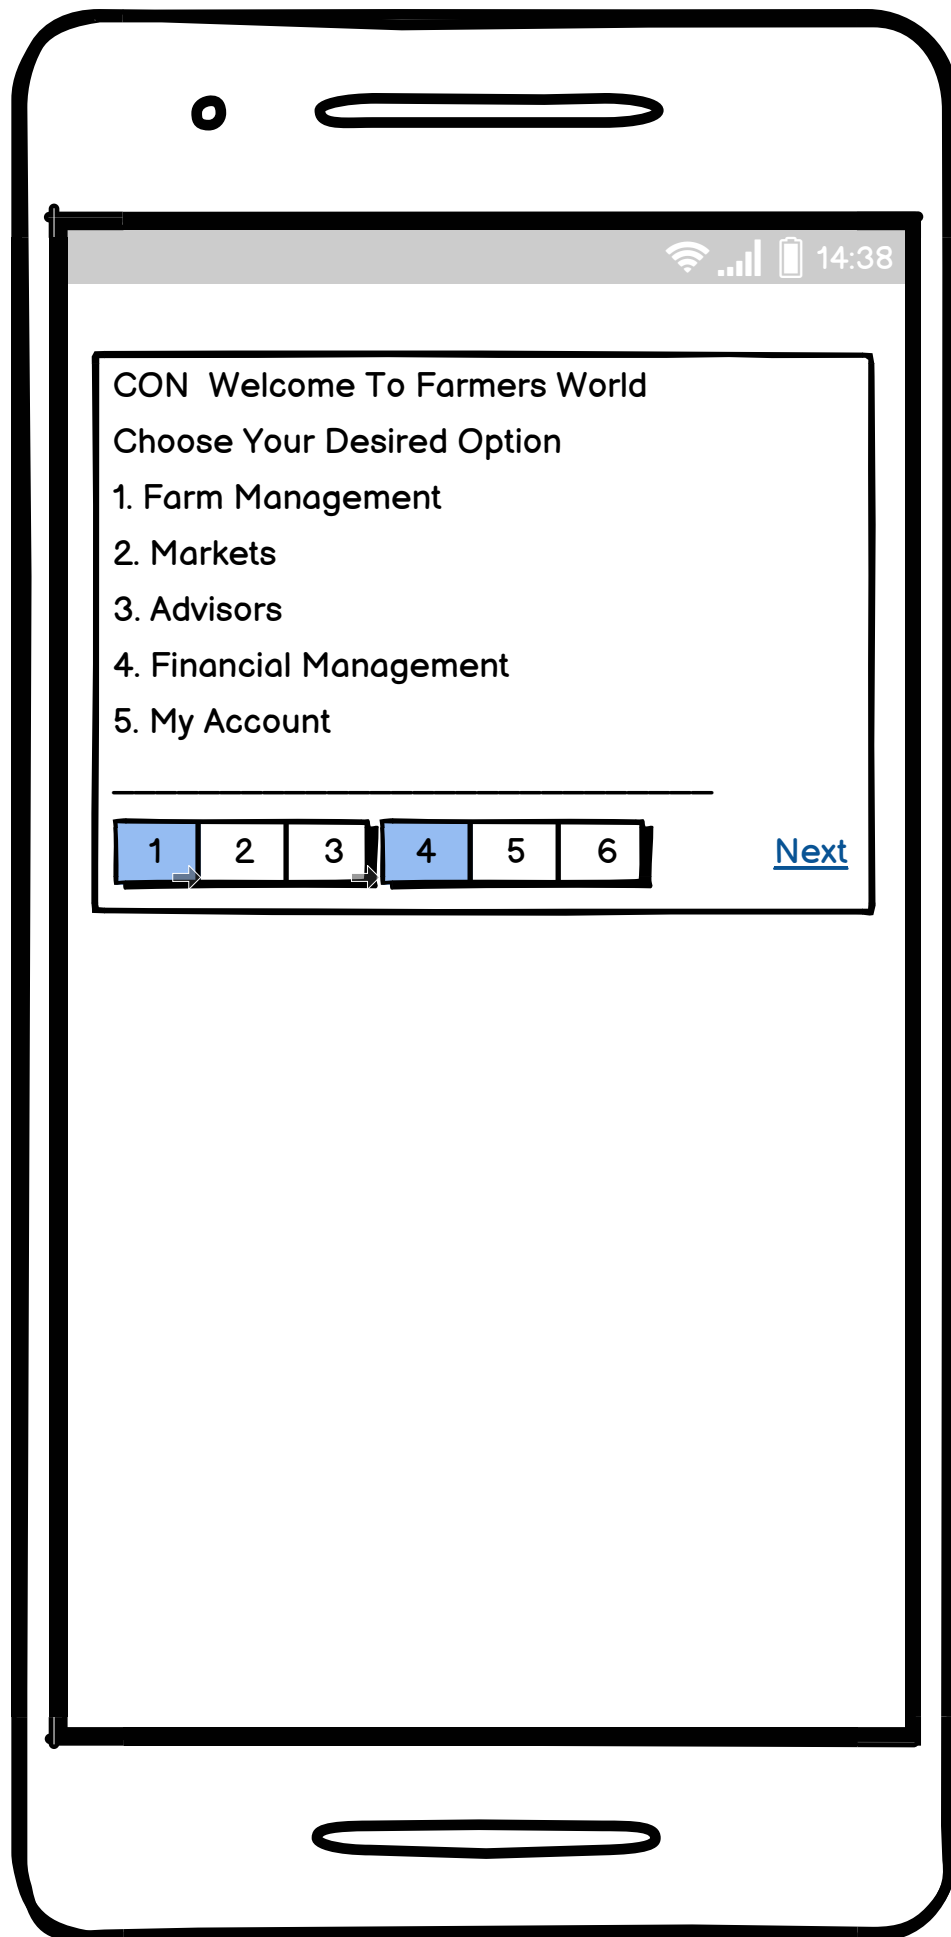 14:38
CON  Welcome To Farmers World
Choose Your Desired Option
1. Farm Management
2. Markets
3. Advisors
4. Financial Management
5. My Account
1 2 3 4 5 6 Next